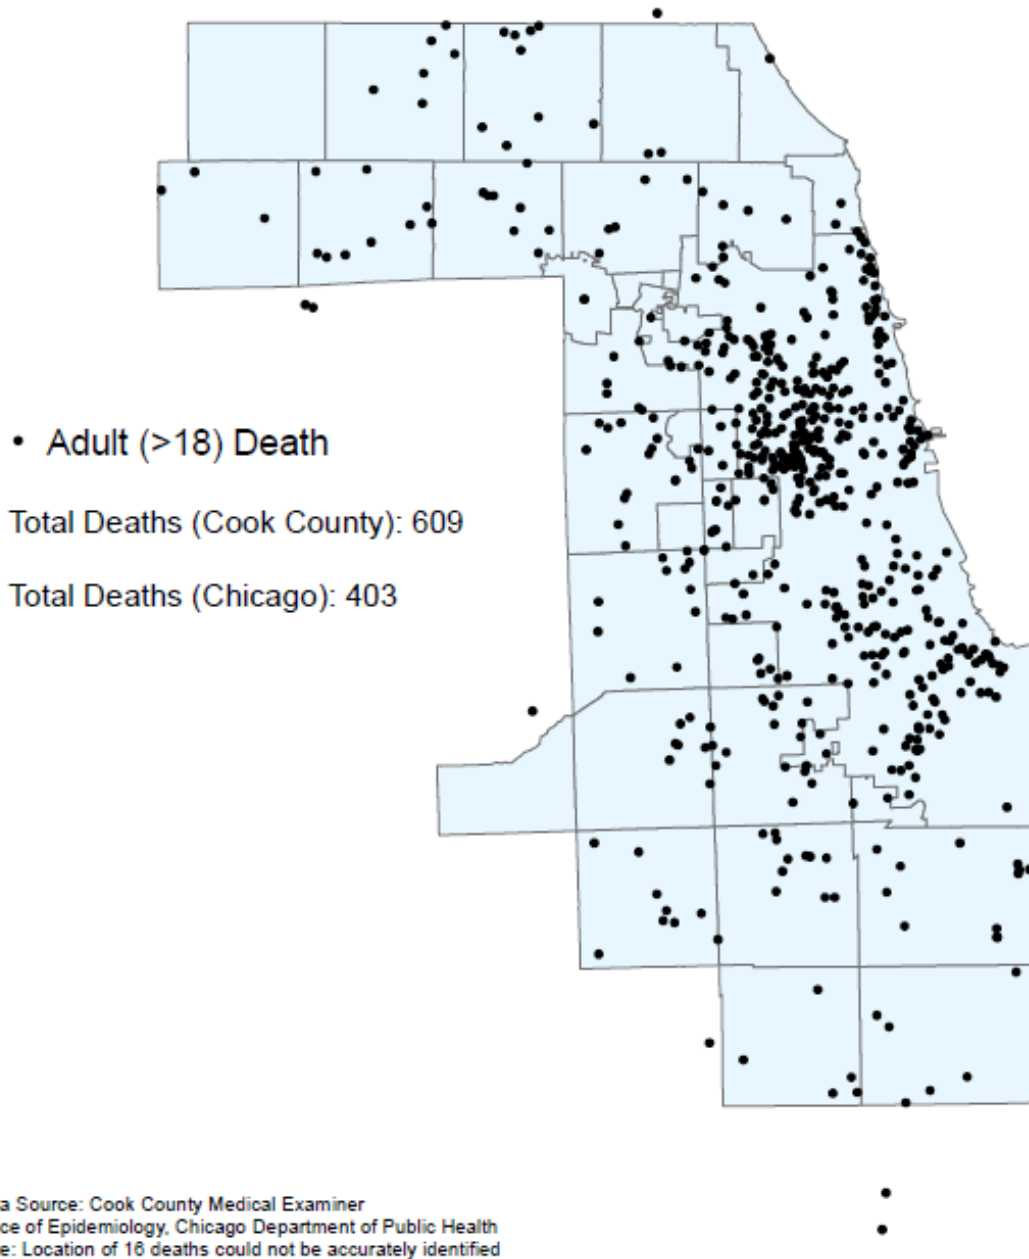 Adult (>18) Death
Total Deaths (Cook County): 609
Total Deaths (Chicago): 403
a Source: Cook County Medical Examiner
ce of Epidemiology, Chicago Department of Public Health
e: Location of 16 deaths could not be accurately identified